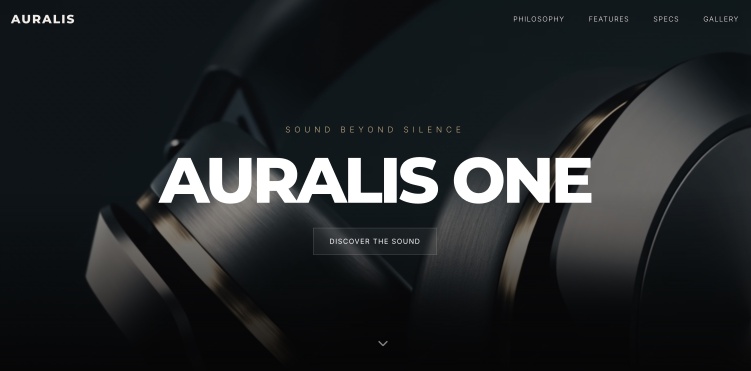 AURALIS
PHILOSOPHY FEATURES SPECS GALLERY
SOUND BEYOND SILENCE
AURALIS ONE
DISCOVER THE SOUND